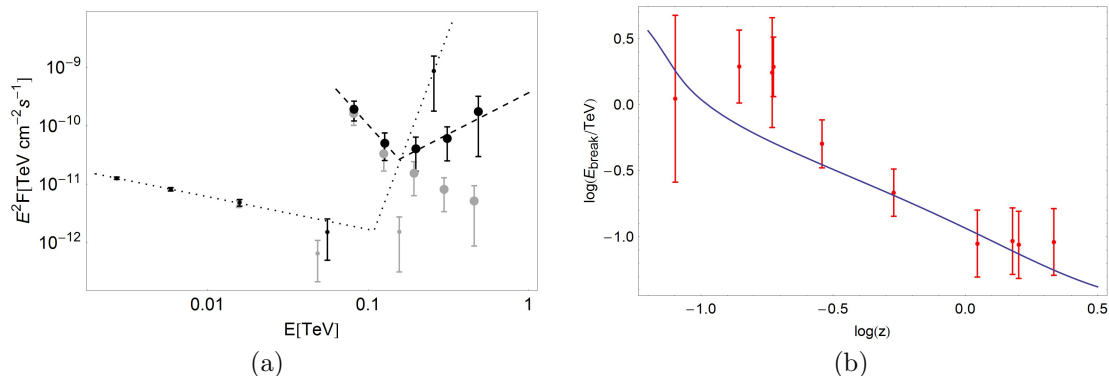 E²F[TeV cm⁻²s⁻¹]
10⁻⁹
10⁻¹⁰
10⁻¹¹
10⁻¹²
0.01 0.1 1
E[TeV]
(a)
log(E_break/TeV)
0.5
0.0
−0.5
−1.0
−1.0 −0.5 0.0 0.5
log(z)
(b)